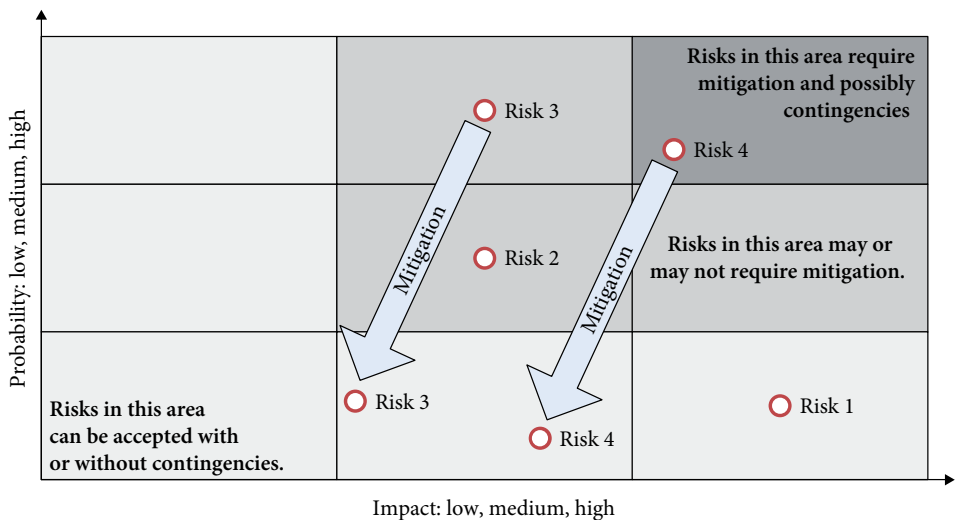 Probability: low, medium, high
Risks in this area require
mitigation and possibly
contingencies
Risk 3
Risk 4
Mitigation
Mitigation
Risk 2
Risks in this area may or
may not require mitigation.
Risk 3
Risk 4
Risk 1
Risks in this area
can be accepted with
or without contingencies.
Impact: low, medium, high